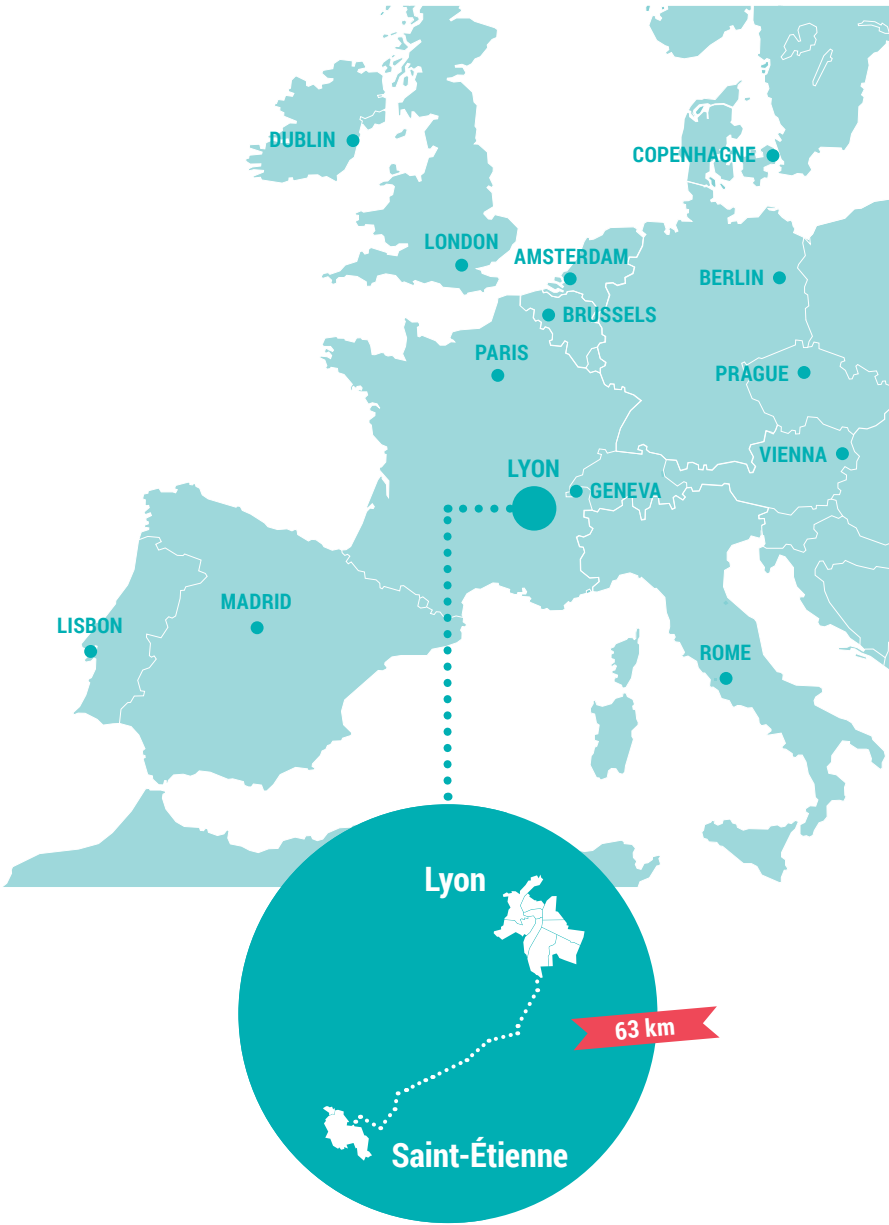 DUBLIN
COPENHAGNE
LONDON
AMSTERDAM
BERLIN
BRUSSELS
PARIS
PRAGUE
VIENNA
LYON
GENEVA
MADRID
LISBON
ROME
Lyon
63 km
Saint-Étienne